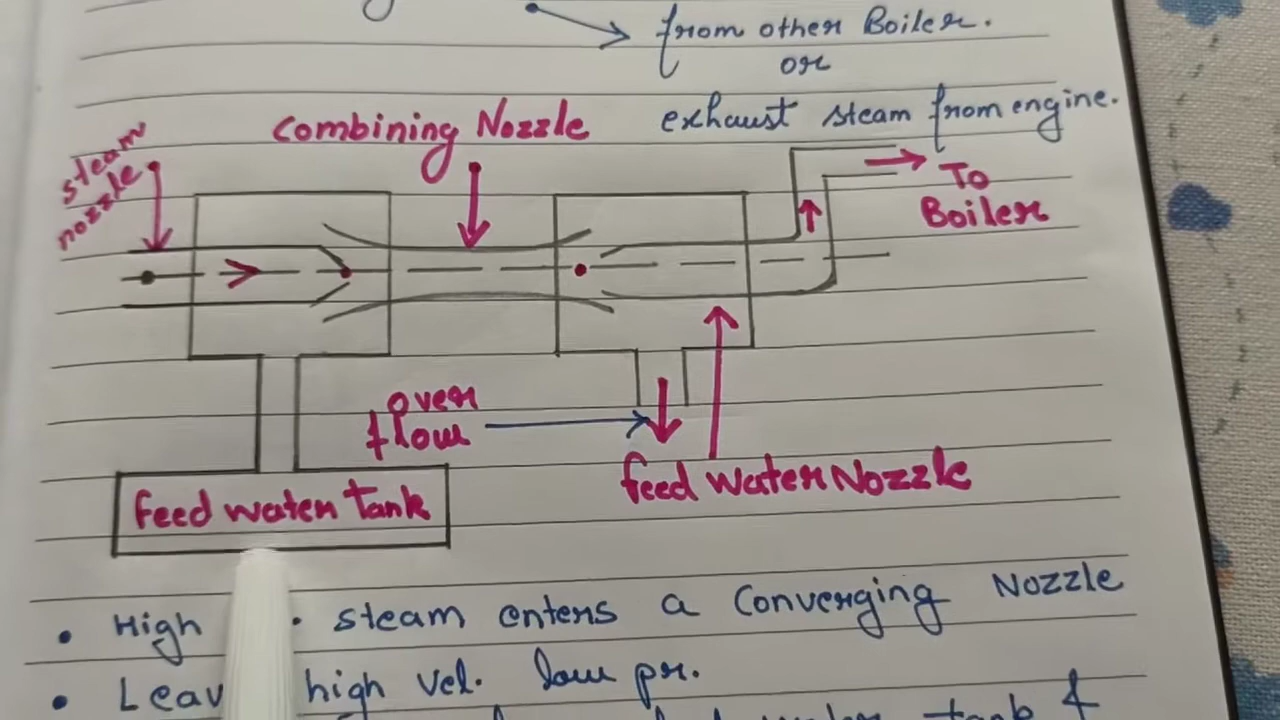 from other Boiler.
or
exhaust steam from engine.
Combining Nozzle
steam
nozzle
To
Boiler
over
flow
feed water Nozzle
Feed water Tank
• High . steam enters a Converging Nozzle
• Leav high vel. low pr.
tank &